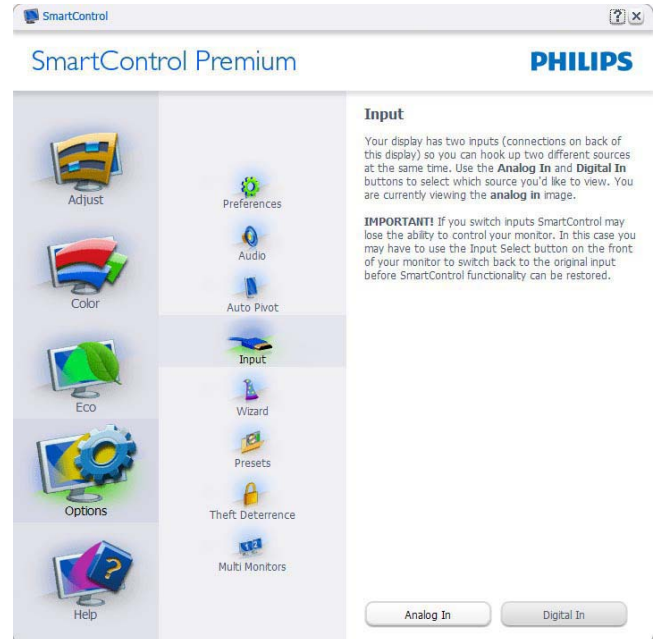 SmartControl
SmartControl Premium
PHILIPS
Adjust
Color
Eco
Options
Help
Preferences
Audio
Auto Pivot
Input
Wizard
Presets
Theft Deterrence
Multi Monitors
Input
Your display has two inputs (connections on back of
this display) so you can hook up two different sources
at the same time. Use the Analog In and Digital In
buttons to select which source you'd like to view. You
are currently viewing the analog in image.
IMPORTANT! If you switch inputs SmartControl may
lose the ability to control your monitor. In this case you
may have to use the Input Select button on the front
of your monitor to switch back to the original input
before SmartControl functionality can be restored.
Analog In
Digital In